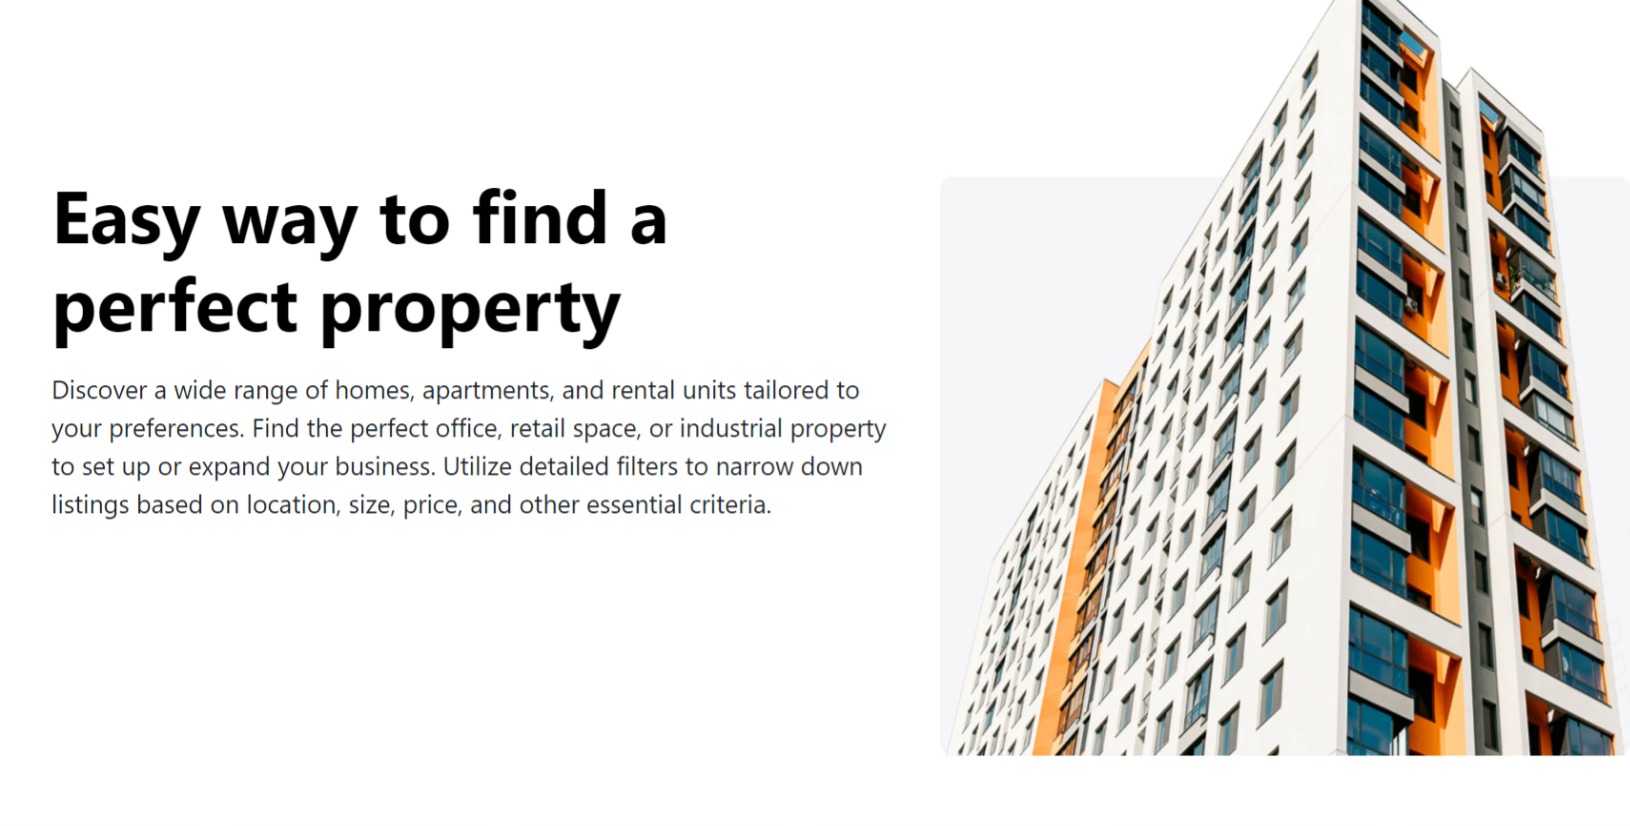 Easy way to find a
perfect property
Discover a wide range of homes, apartments, and rental units tailored to
your preferences. Find the perfect office, retail space, or industrial property
to set up or expand your business. Utilize detailed filters to narrow down
listings based on location, size, price, and other essential criteria.